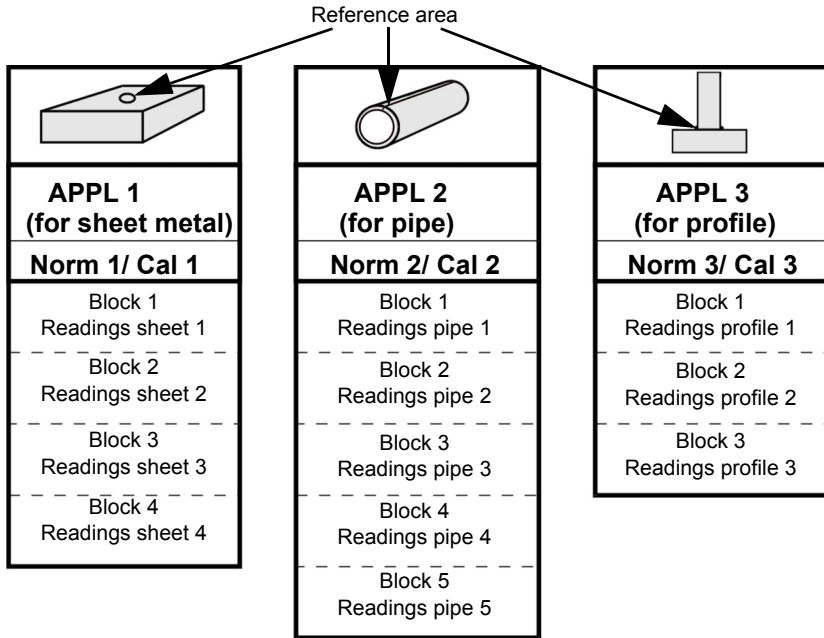 Reference area
APPL 1
(for sheet metal)
Norm 1/ Cal 1
Block 1
Readings sheet 1
Block 2
Readings sheet 2
Block 3
Readings sheet 3
Block 4
Readings sheet 4
APPL 2
(for pipe)
Norm 2/ Cal 2
Block 1
Readings pipe 1
Block 2
Readings pipe 2
Block 3
Readings pipe 3
Block 4
Readings pipe 4
Block 5
Readings pipe 5
APPL 3
(for profile)
Norm 3/ Cal 3
Block 1
Readings profile 1
Block 2
Readings profile 2
Block 3
Readings profile 3